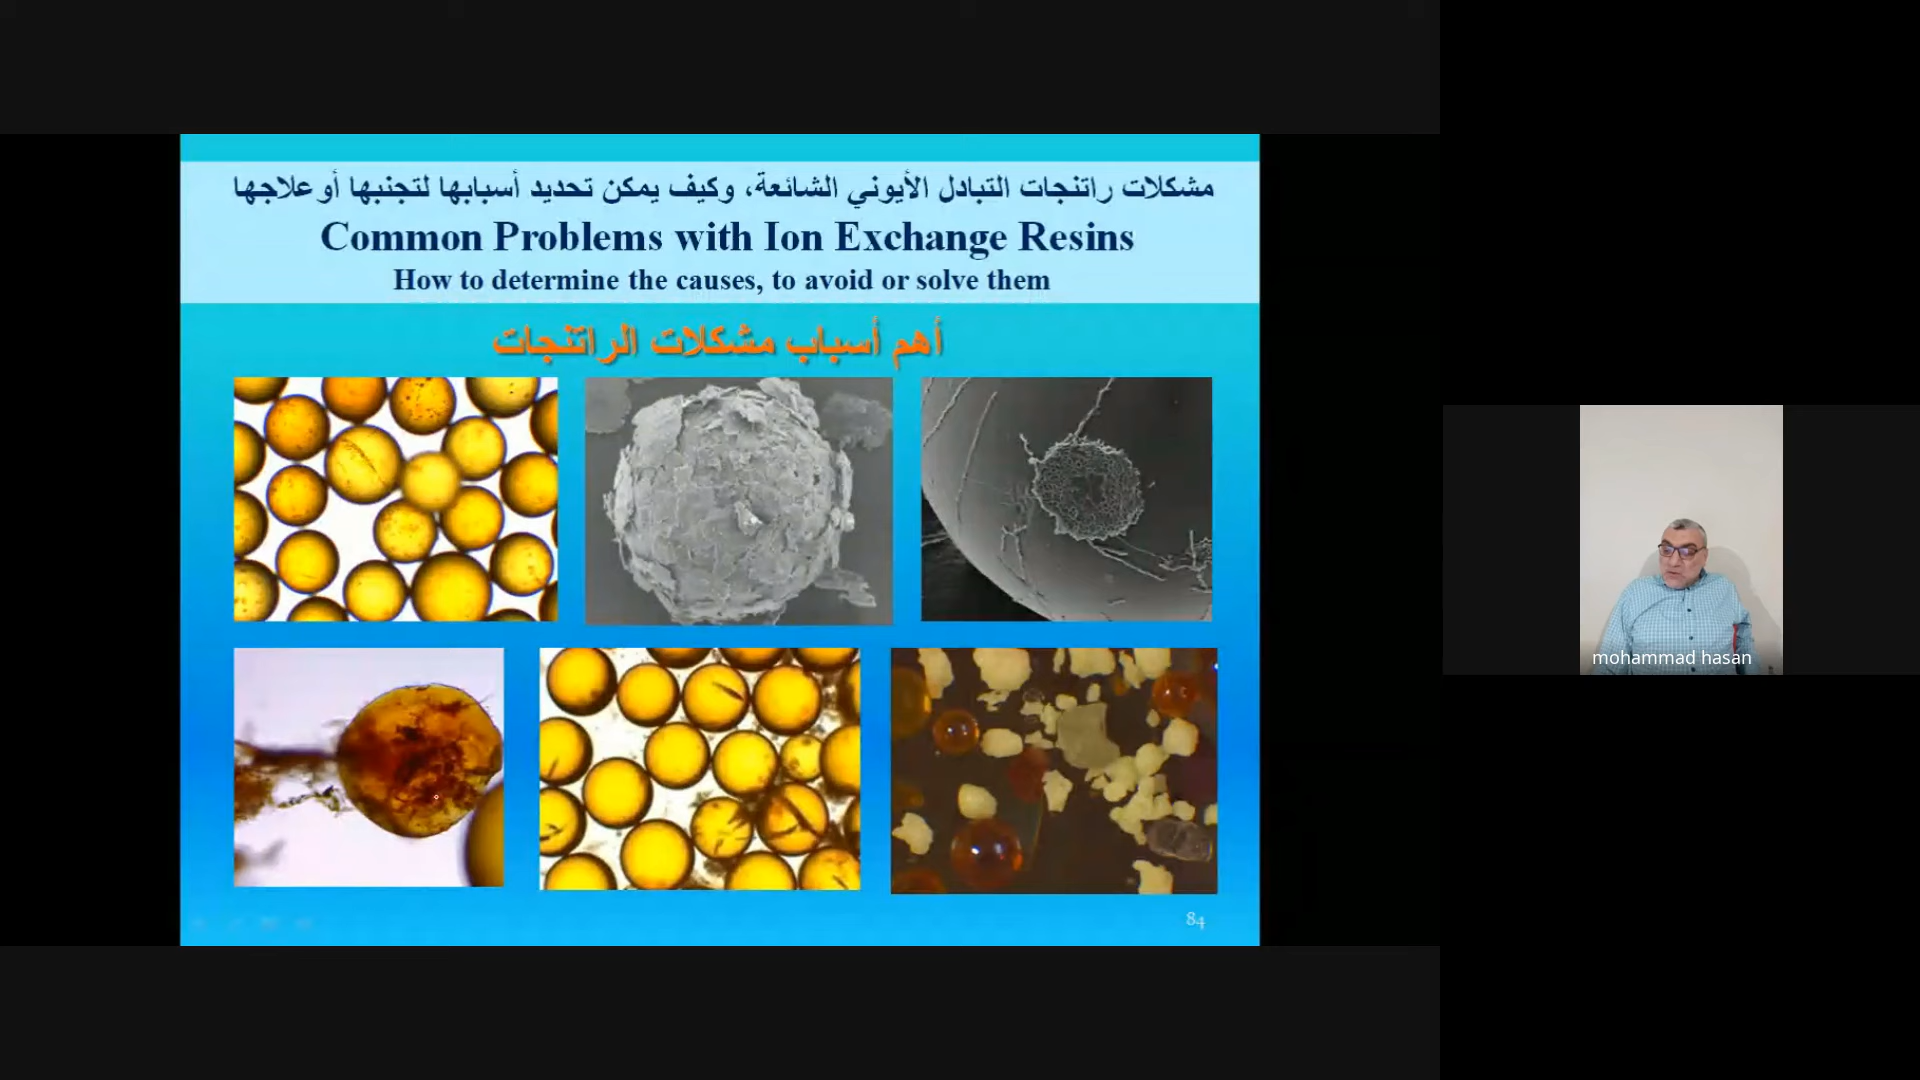 مشكلات راتنجات التبادل الأيوني الشائعة، وكيف يمكن تحديد أسبابها لتجنبها أو علاجها
Common Problems with Ion Exchange Resins
How to determine the causes, to avoid or solve them
أهم أسباب مشكلات الراتنجات
mohammad hasan
84